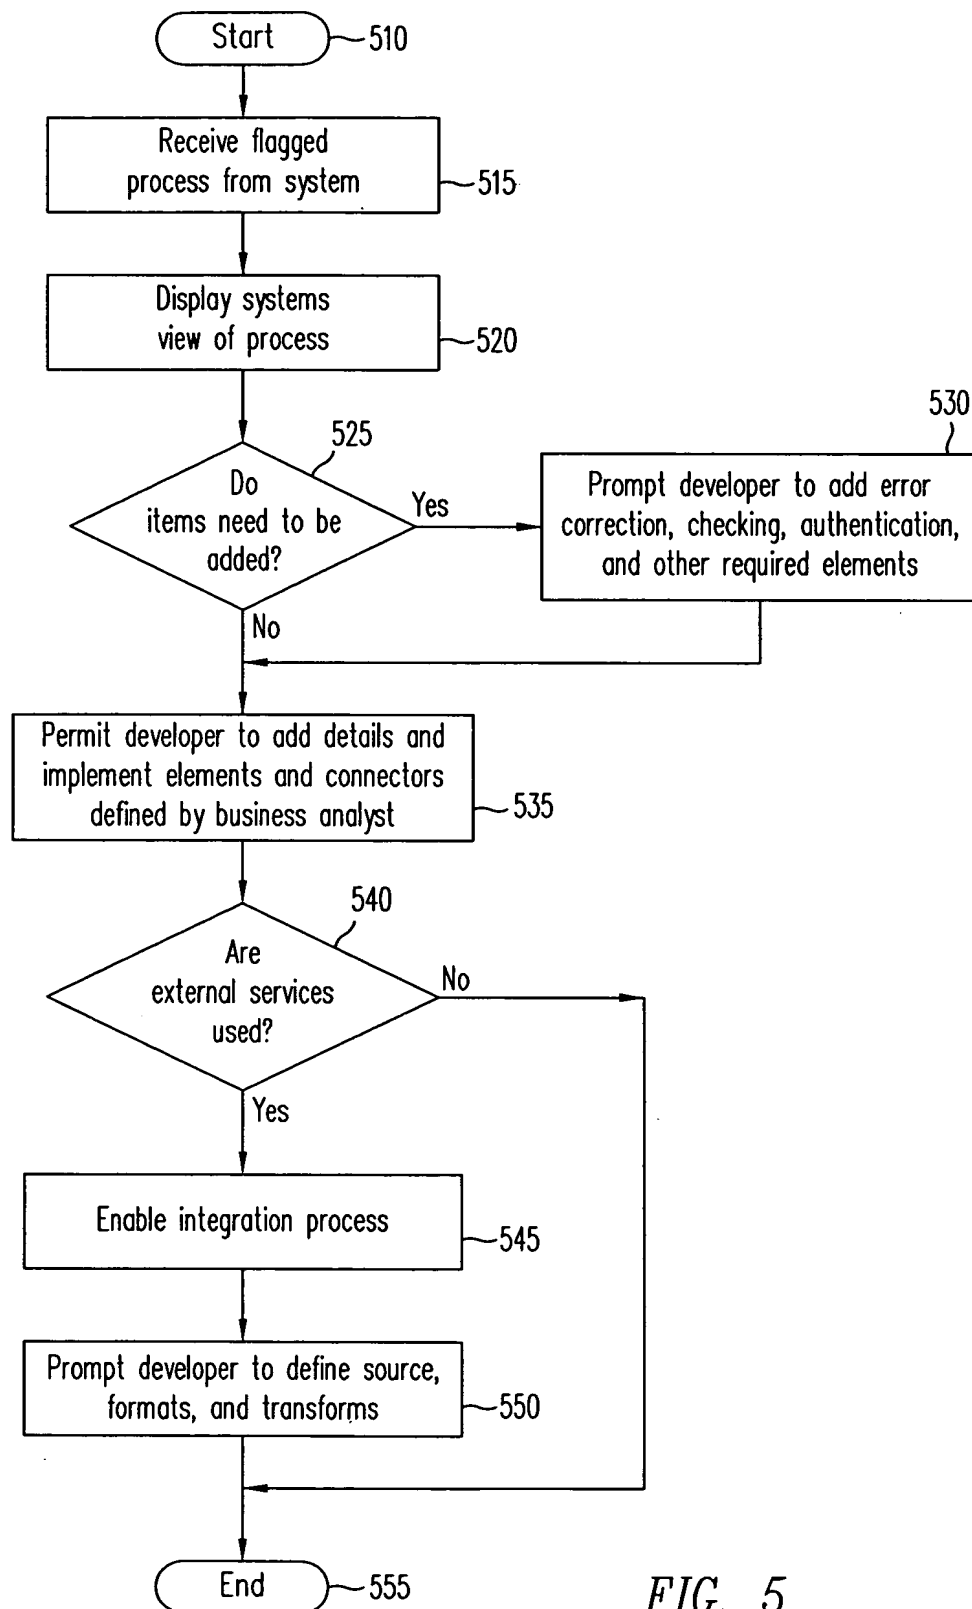 Start
510
Receive flagged
process from system
515
Display systems
view of process
520
525
Do
items need to be
added?
Yes
No
530
Prompt developer to add error
correction, checking, authentication,
and other required elements
Permit developer to add details and
implement elements and connectors
defined by business analyst
535
540
Are
external services
used?
No
Yes
Enable integration process
545
Prompt developer to define source,
formats, and transforms
550
End
555
FIG. 5